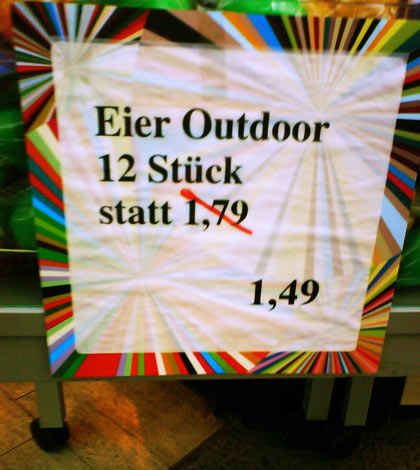 Eier Outdoor
12 Stück
statt 1,79
1,49